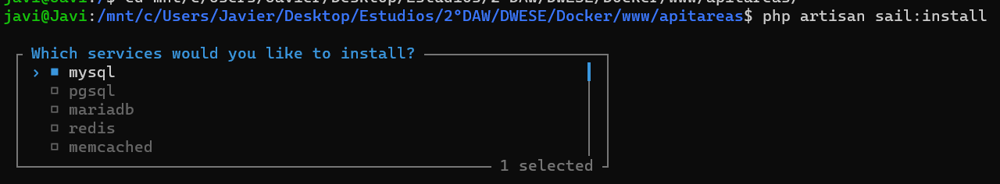 javi@Javi:/$ cd mnt/c/Users/Javier/Desktop/Estudios/2°DAW/DWESE/Docker/www/apitareas/
javi@Javi:/mnt/c/Users/Javier/Desktop/Estudios/2°DAW/DWESE/Docker/www/apitareas$ php artisan sail:install
Which services would you like to install?
› ◼ mysql
◻ pgsql
◻ mariadb
◻ redis
◻ memcached
1 selected